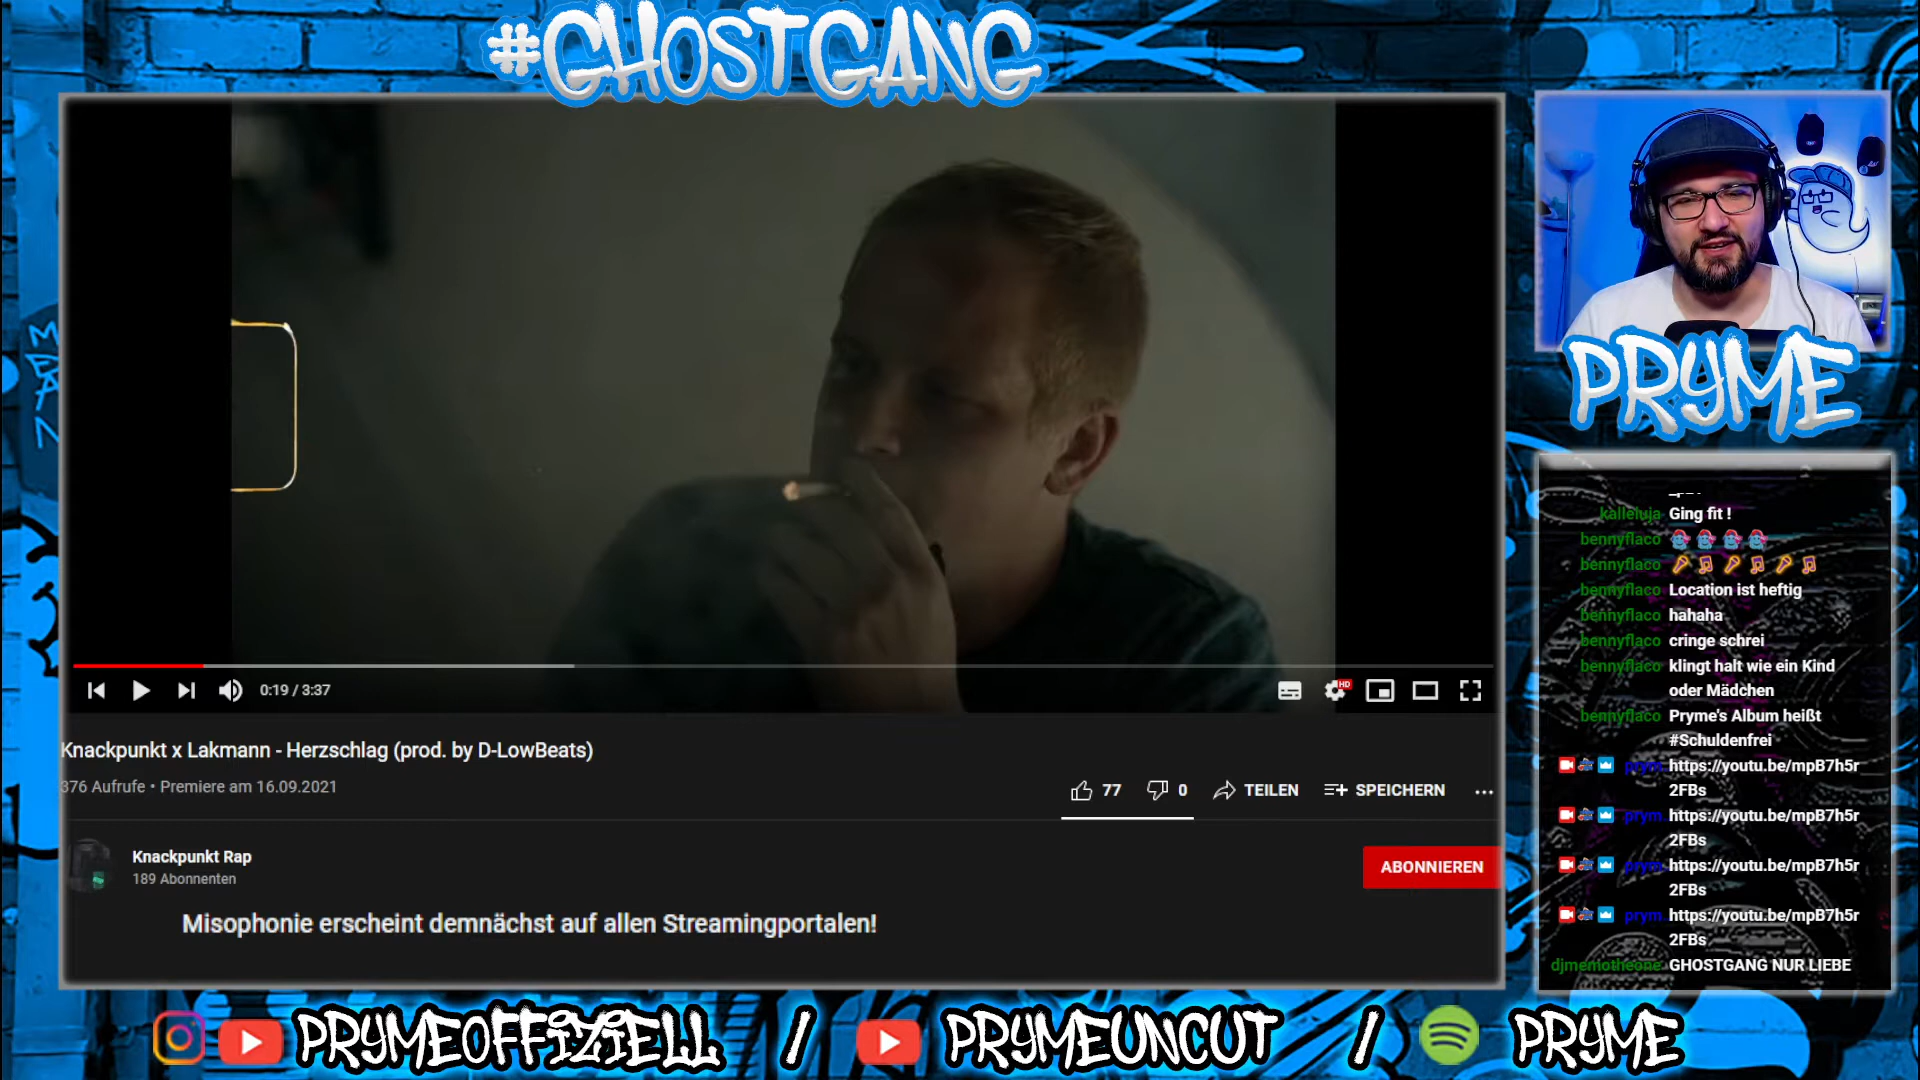 #GHOSTGANG
0:19 / 3:37
HD
Knackpunkt x Lakmann - Herzschlag (prod. by D-LowBeats)
376 Aufrufe • Premiere am 16.09.2021
77
0
TEILEN
SPEICHERN
Knackpunkt Rap
189 Abonnenten
ABONNIEREN
Misophonie erscheint demnächst auf allen Streamingportalen!
PRYME
kalleluja Ging fit !
bennyflaco
bennyflaco
bennyflaco Location ist heftig
bennyflaco hahaha
bennyflaco cringe schrei
bennyflaco klingt halt wie ein Kind
oder Mädchen
bennyflaco Pryme's Album heißt
#Schuldenfrei
prym https://youtu.be/mpB7h5r
2FBs
prym https://youtu.be/mpB7h5r
2FBs
prym https://youtu.be/mpB7h5r
2FBs
prym https://youtu.be/mpB7h5r
2FBs
djmemotheone GHOSTGANG NUR LIEBE
PRYMEOFFIZIELL / PRYMEUNCUT / PRYME